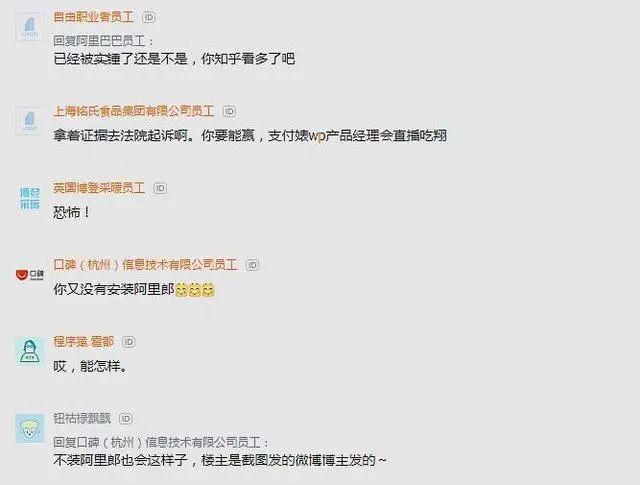 自由职业者员工 ID
回复阿里巴巴员工：
已经被实锤了还是不是，你知乎看多了吧
上海铭氏食品集团有限公司员工 ID
拿着证据去法院起诉啊。你要能赢，支付婊wp产品经理会直播吃翔
博登采暖
英国博登采暖员工 ID
恐怖！
口碑
口碑（杭州）信息技术有限公司员工 ID
你又没有安装阿里郎😊😊😊
程序猿 霍都 ID
哎，能怎样。
钮祜禄飘飘 ID
回复口碑（杭州）信息技术有限公司员工：
不装阿里郎也会这样子，楼主是截图发的微博博主发的～